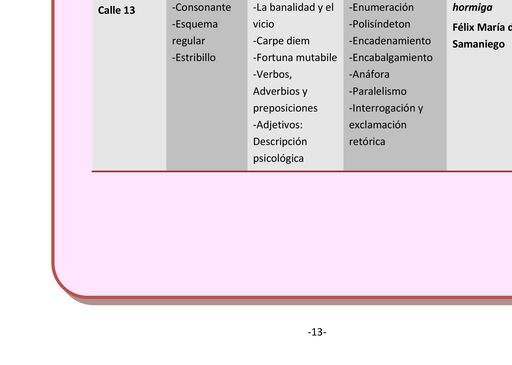 Calle 13
-Consonante
-Esquema
regular
-Estribillo
-La banalidad y el
vicio
-Carpe diem
-Fortuna mutabile
-Verbos,
Adverbios y
preposiciones
-Adjetivos:
Descripción
psicológica
-Enumeración
-Polisíndeton
-Encadenamiento
-Encabalgamiento
-Anáfora
-Paralelismo
-Interrogación y
exclamación
retórica
hormiga
Félix María d
Samaniego
-13-